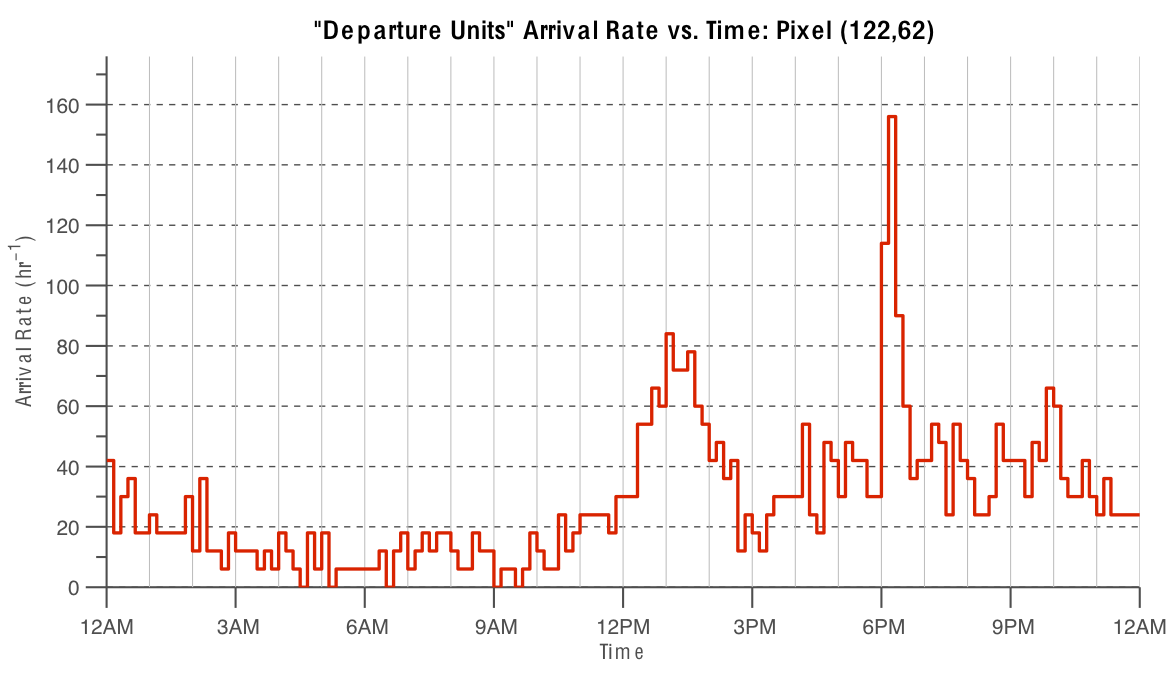 "Departure Units" Arrival Rate vs. Time: Pixel (122,62)
Arrival Rate (hr⁻¹)
160
140
120
100
80
60
40
20
0
12AM 3AM 6AM 9AM 12PM 3PM 6PM 9PM 12AM
Time